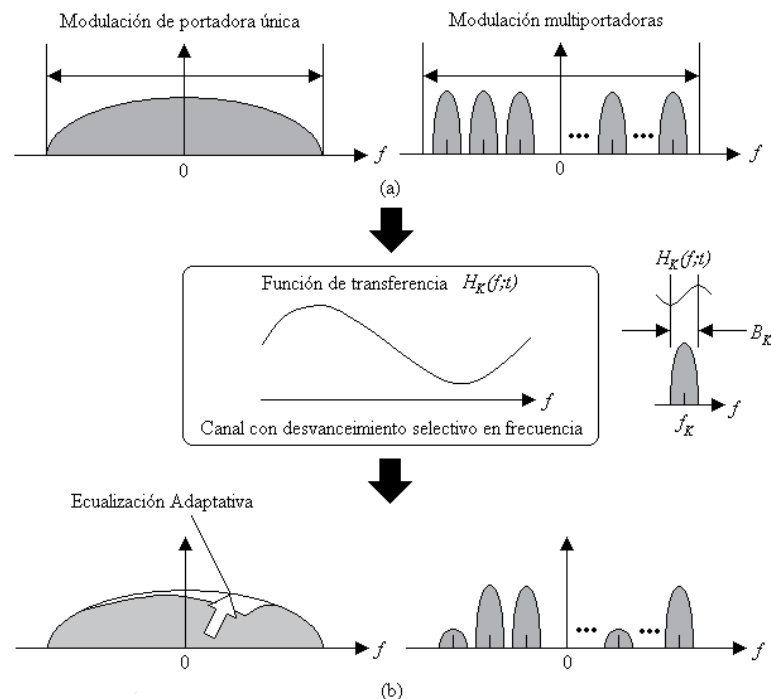 Modulación de portadora única
Modulación multiportadoras
f
0
•••
•••
f
0
(a)
Función de transferencia H_K(f;t)
f
Canal con desvanceimiento selectivo en frecuencia
H_K(f;t)
B_K
f
f_K
Ecualización Adaptativa
f
0
•••
•••
f
0
(b)